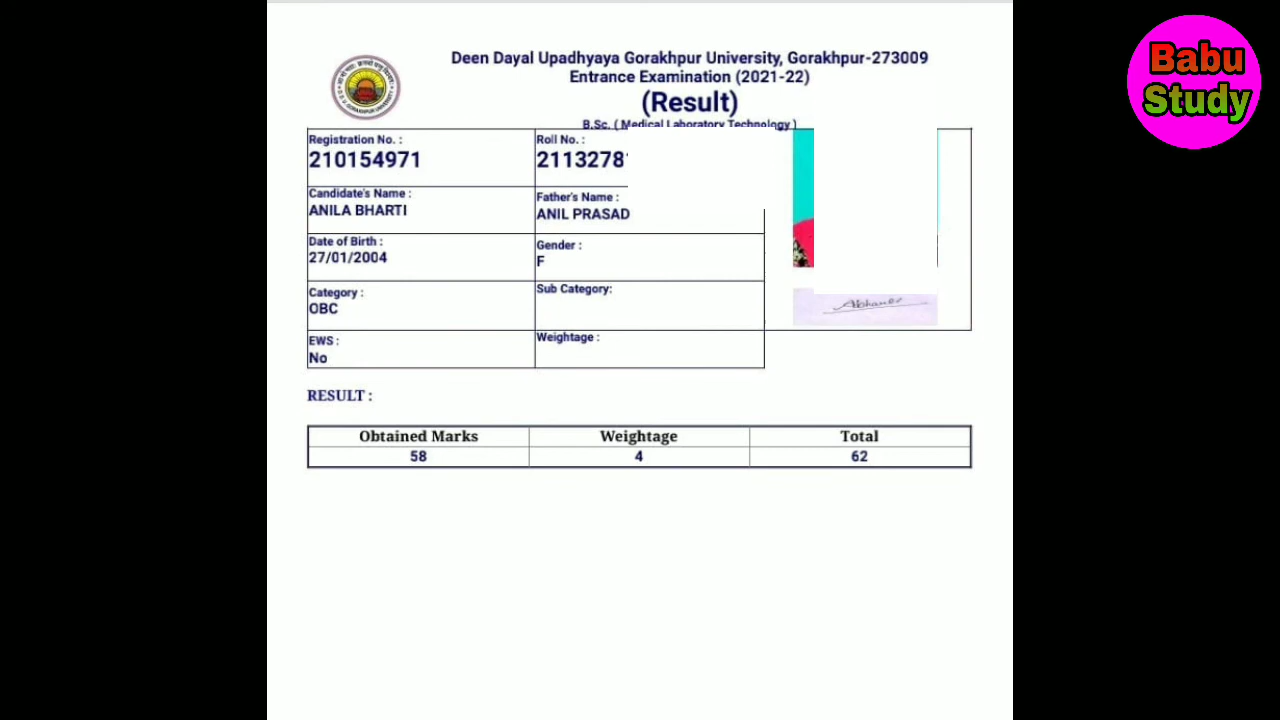 Deen Dayal Upadhyaya Gorakhpur University, Gorakhpur-273009
Entrance Examination (2021-22)
(Result)
B.Sc. ( Medical Laboratory Technology )
Babu
Study
Registration No. :
210154971
Roll No. :
2113278
Candidate's Name :
ANILA BHARTI
Father's Name :
ANIL PRASAD
Date of Birth :
27/01/2004
Gender :
F
Category :
OBC
Sub Category:
EWS :
No
Weightage :
RESULT :
Obtained Marks Weightage Total
58 4 62